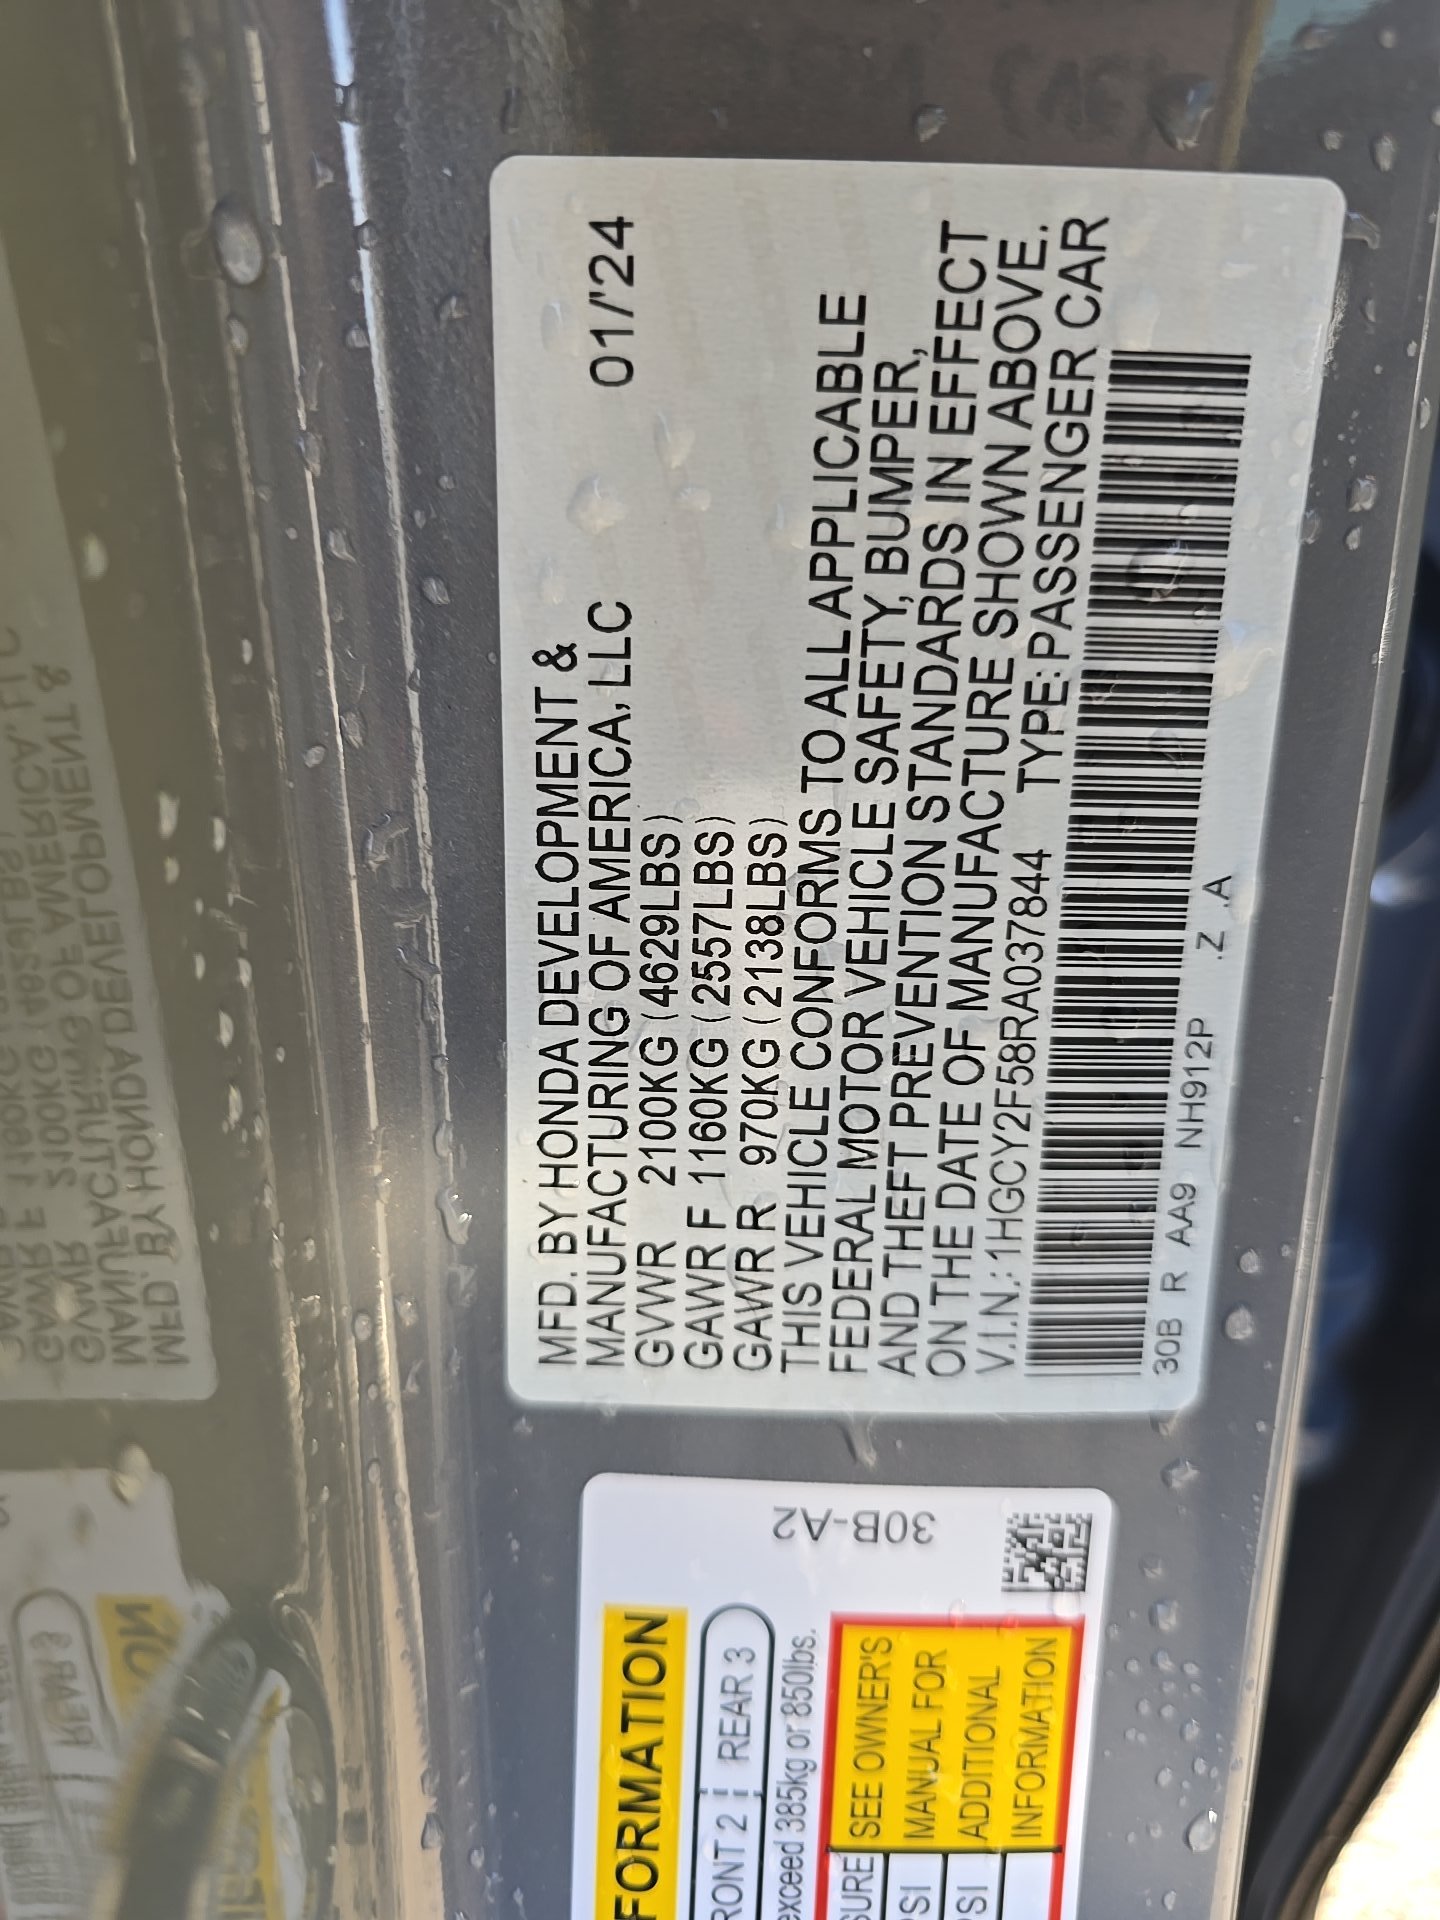 MFD. BY HONDA DEVELOPMENT &
MANUFACTURING OF AMERICA, LLC 01/'24
GVWR 2100KG (4629LBS)
GAWR F 1160KG (2557LBS)
GAWR R 970KG (2138LBS)
THIS VEHICLE CONFORMS TO ALL APPLICABLE
FEDERAL MOTOR VEHICLE SAFETY, BUMPER,
AND THEFT PREVENTION STANDARDS IN EFFECT
ON THE DATE OF MANUFACTURE SHOWN ABOVE.
V.I.N.: 1HGCY2F58RA037844 TYPE: PASSENGER CAR
30B R AA9 NH912P .Z .A
30B-A2
FORMATION
RONT 2 REAR 3
exceed 385kg or 850lbs.
SURE SEE OWNER'S
PSI MANUAL FOR
PSI ADDITIONAL
INFORMATION